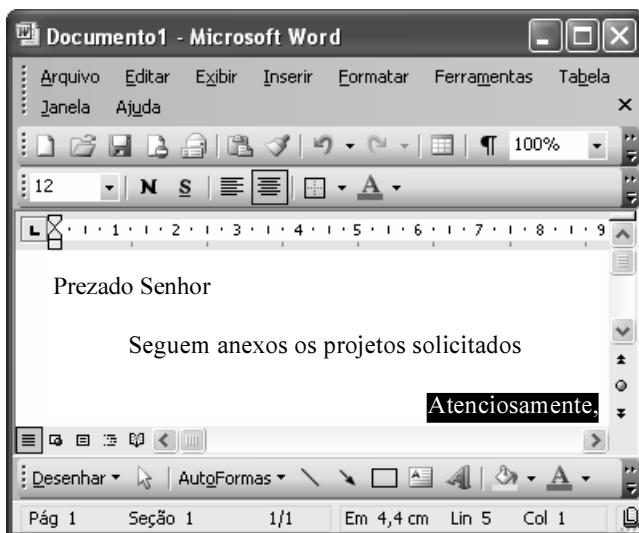 Documento1 - Microsoft Word
Arquivo Editar Exibir Inserir Formatar Ferramentas Tabela
Janela Ajuda
100%
12 N S A
L 1 1 2 3 4 5 6 7 8 9
Prezado Senhor
Seguem anexos os projetos solicitados
Atenciosamente,
Desenhar AutoFormas A A
Pág 1 Seção 1 1/1 Em 4,4 cm Lin 5 Col 1